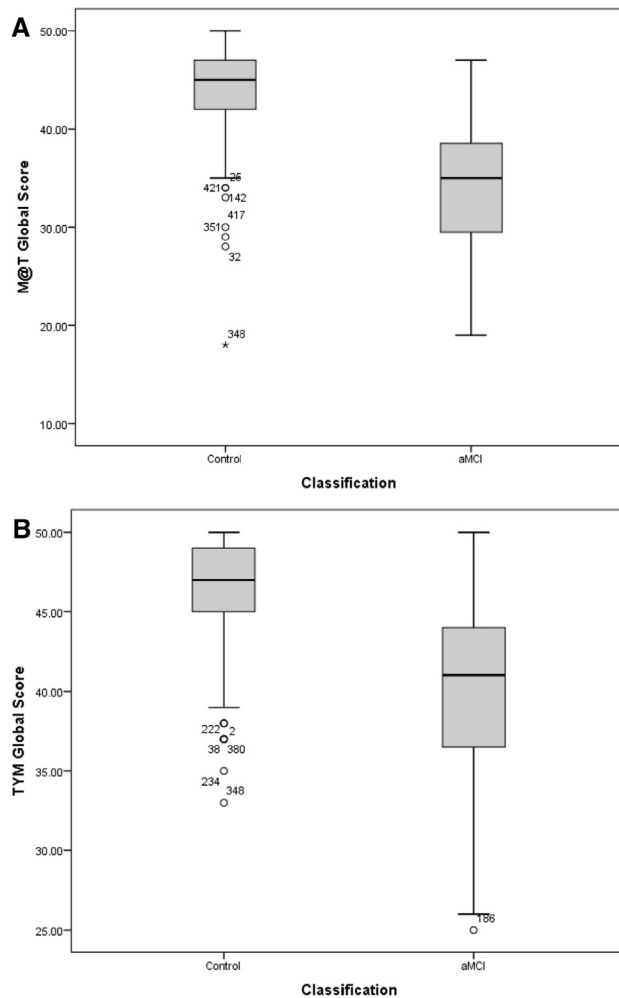 A
M@T Global Score
50.00
40.00
30.00
20.00
10.00
26
421
142
417
351
32
348
Control
aMCI
Classification
B
TYM Global Score
50.00
45.00
40.00
35.00
30.00
25.00
222 2
38 380
234
348
186
Control
aMCI
Classification